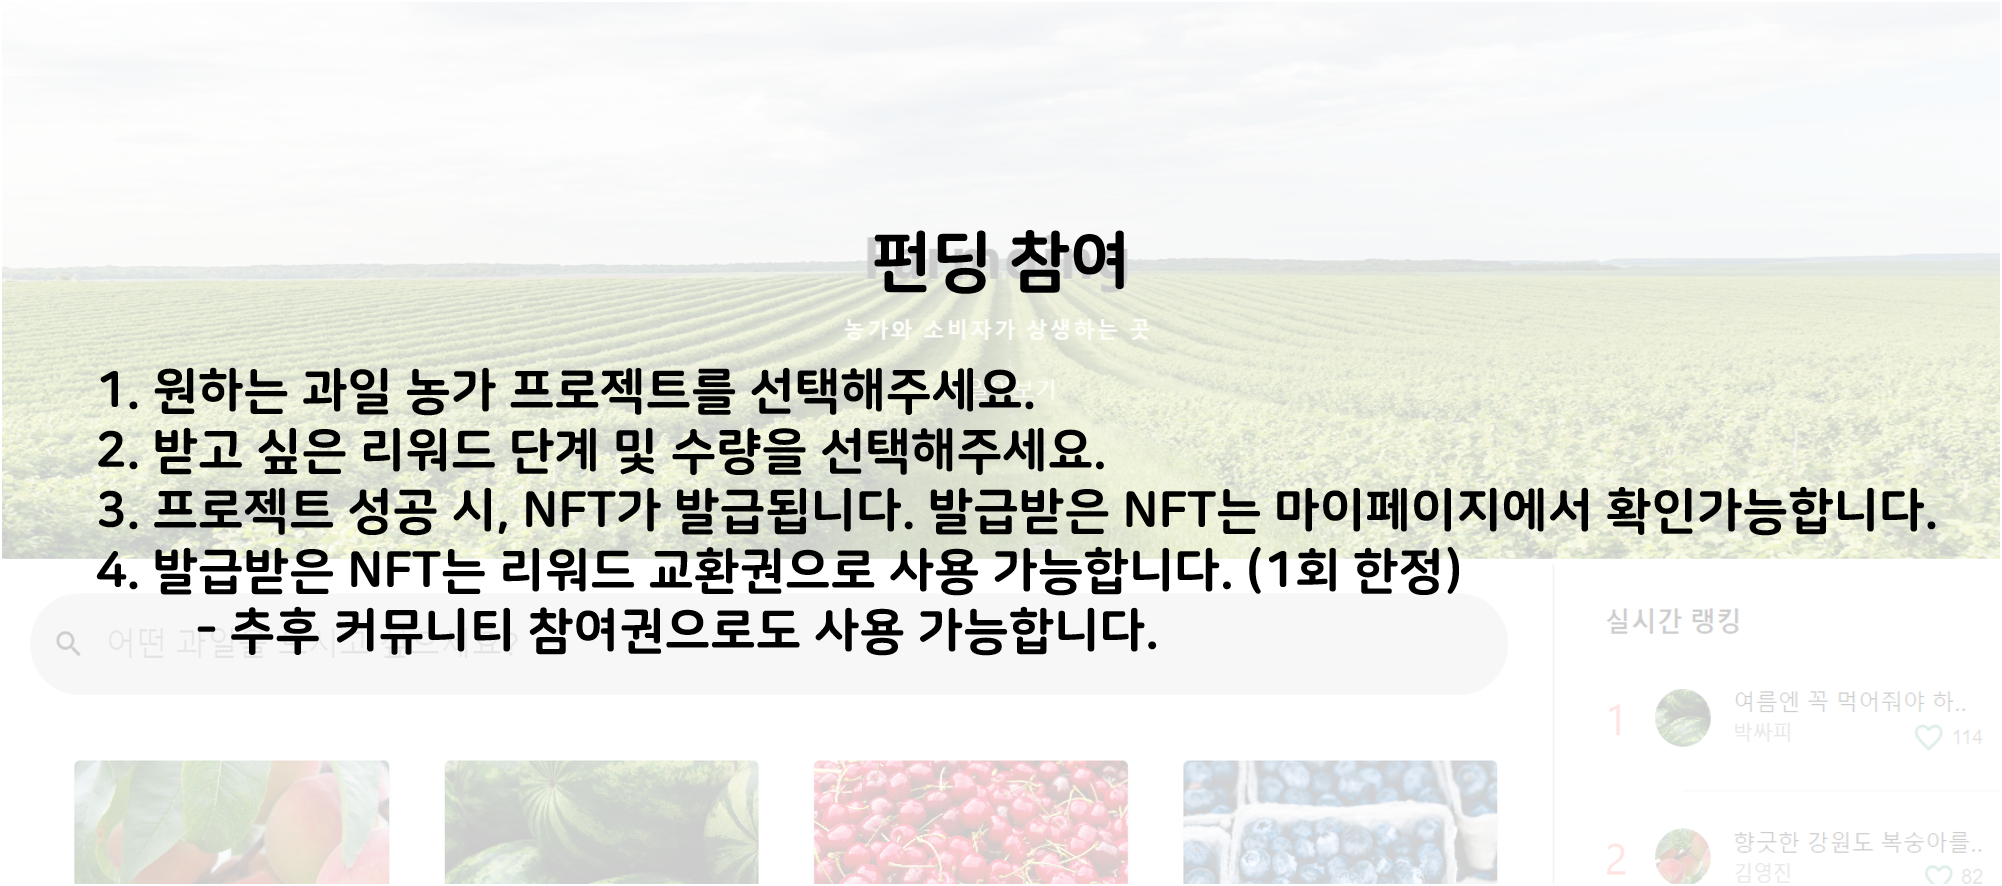 펀딩 참여
농가와 소비자가 상생하는 곳
1. 원하는 과일 농가 프로젝트를 선택해주세요.
2. 받고 싶은 리워드 단계 및 수량을 선택해주세요.
3. 프로젝트 성공 시, NFT가 발급됩니다. 발급받은 NFT는 마이페이지에서 확인가능합니다.
4. 발급받은 NFT는 리워드 교환권으로 사용 가능합니다. (1회 한정)
- 추후 커뮤니티 참여권으로도 사용 가능합니다.
어떤 과일을
실시간 랭킹
1
여름엔 꼭 먹어줘야 하..
박싸피
114
2
향긋한 강원도 복숭아를..
김영진
82